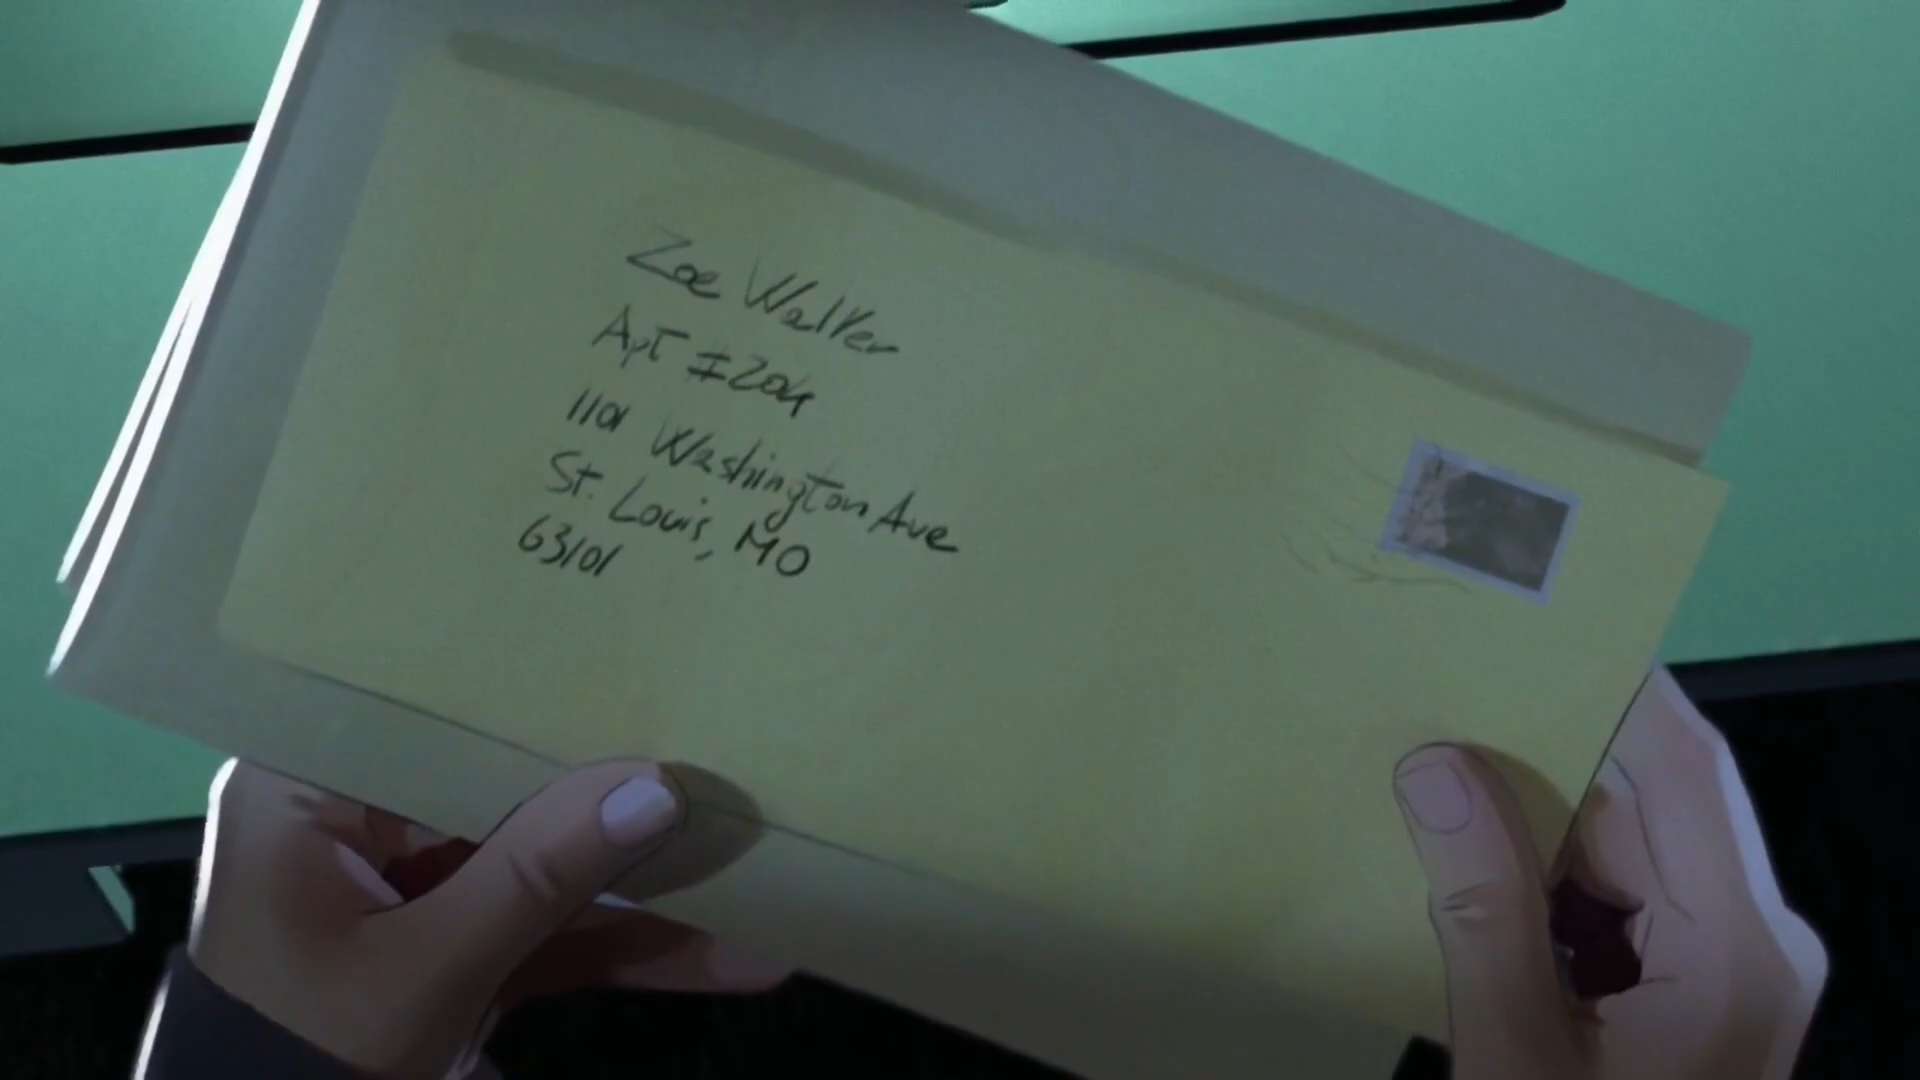 Zoe Walker
Apt #204
1101 Washington Ave
St. Louis, MO
63101